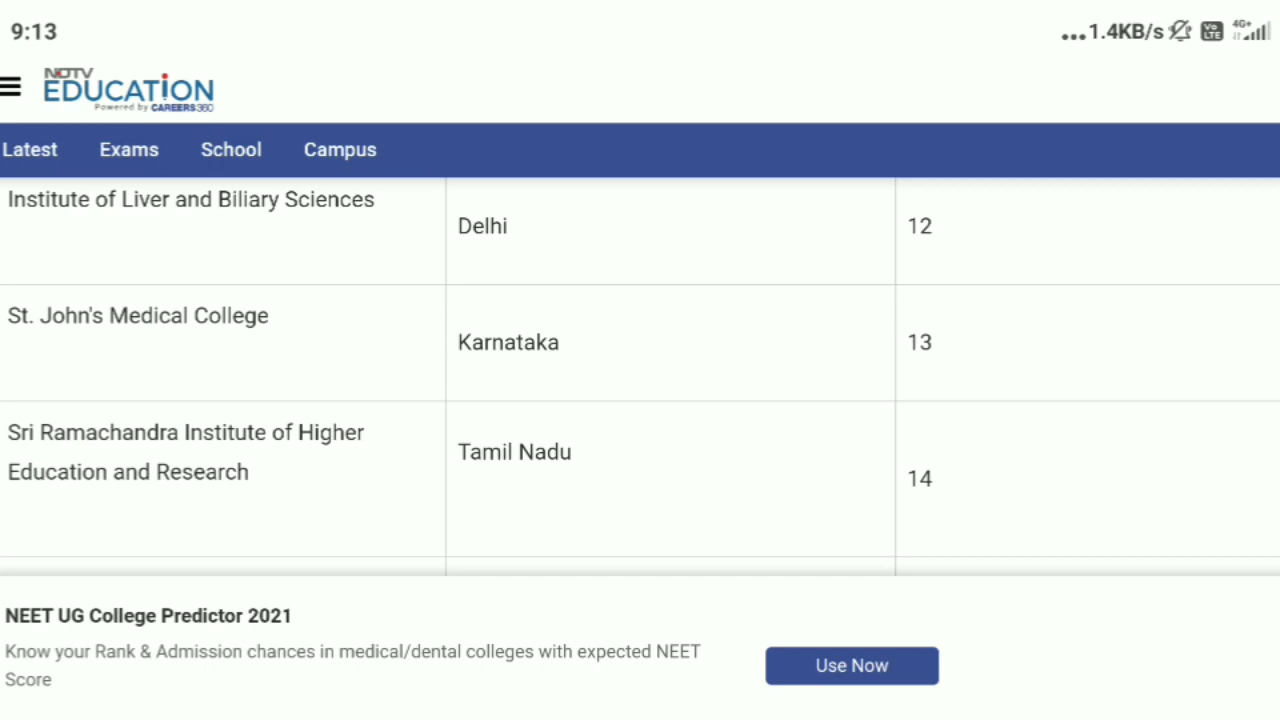 9:13
...1.4KB/s
Vo LTE
4G+
NDTV
EDUCATION
Powered by CAREERS360
Latest Exams School Campus
Institute of Liver and Biliary Sciences
Delhi
12
St. John's Medical College
Karnataka
13
Sri Ramachandra Institute of Higher
Education and Research
Tamil Nadu
14
NEET UG College Predictor 2021
Know your Rank & Admission chances in medical/dental colleges with expected NEET
Score
Use Now